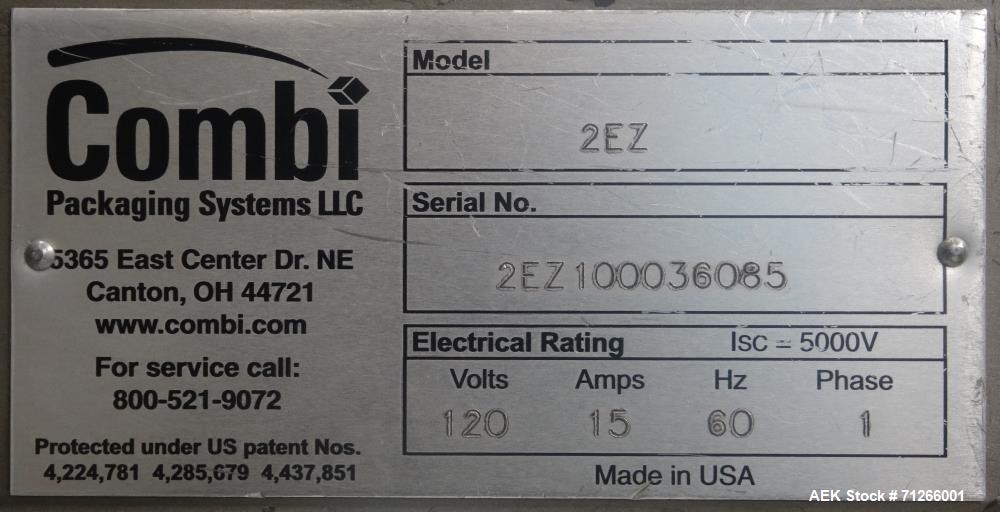 Combi
Packaging Systems LLC
5365 East Center Dr. NE
Canton, OH 44721
www.combi.com
For service call:
800-521-9072
Protected under US patent Nos.
4,224,781 4,285,679 4,437,851
Model
2EZ
Serial No.
2EZ100036085
Electrical Rating Isc = 5000V
Volts Amps Hz Phase
120 15 60 1
Made in USA
AEK Stock # 71266001